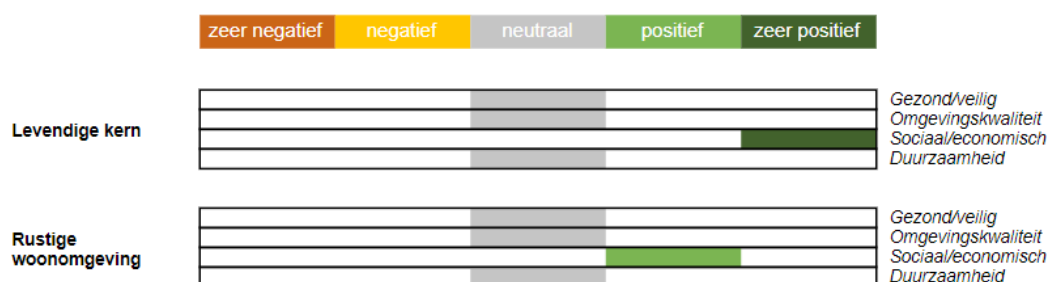 zeer negatief negatief neutraal positief zeer positief
Gezond/veilig
Omgevingskwaliteit
Levendige kern
Sociaal/economisch
Duurzaamheid
Gezond/veilig
Rustige
Omgevingskwaliteit
woonomgeving
Sociaal/economisch
Duurzaamheid